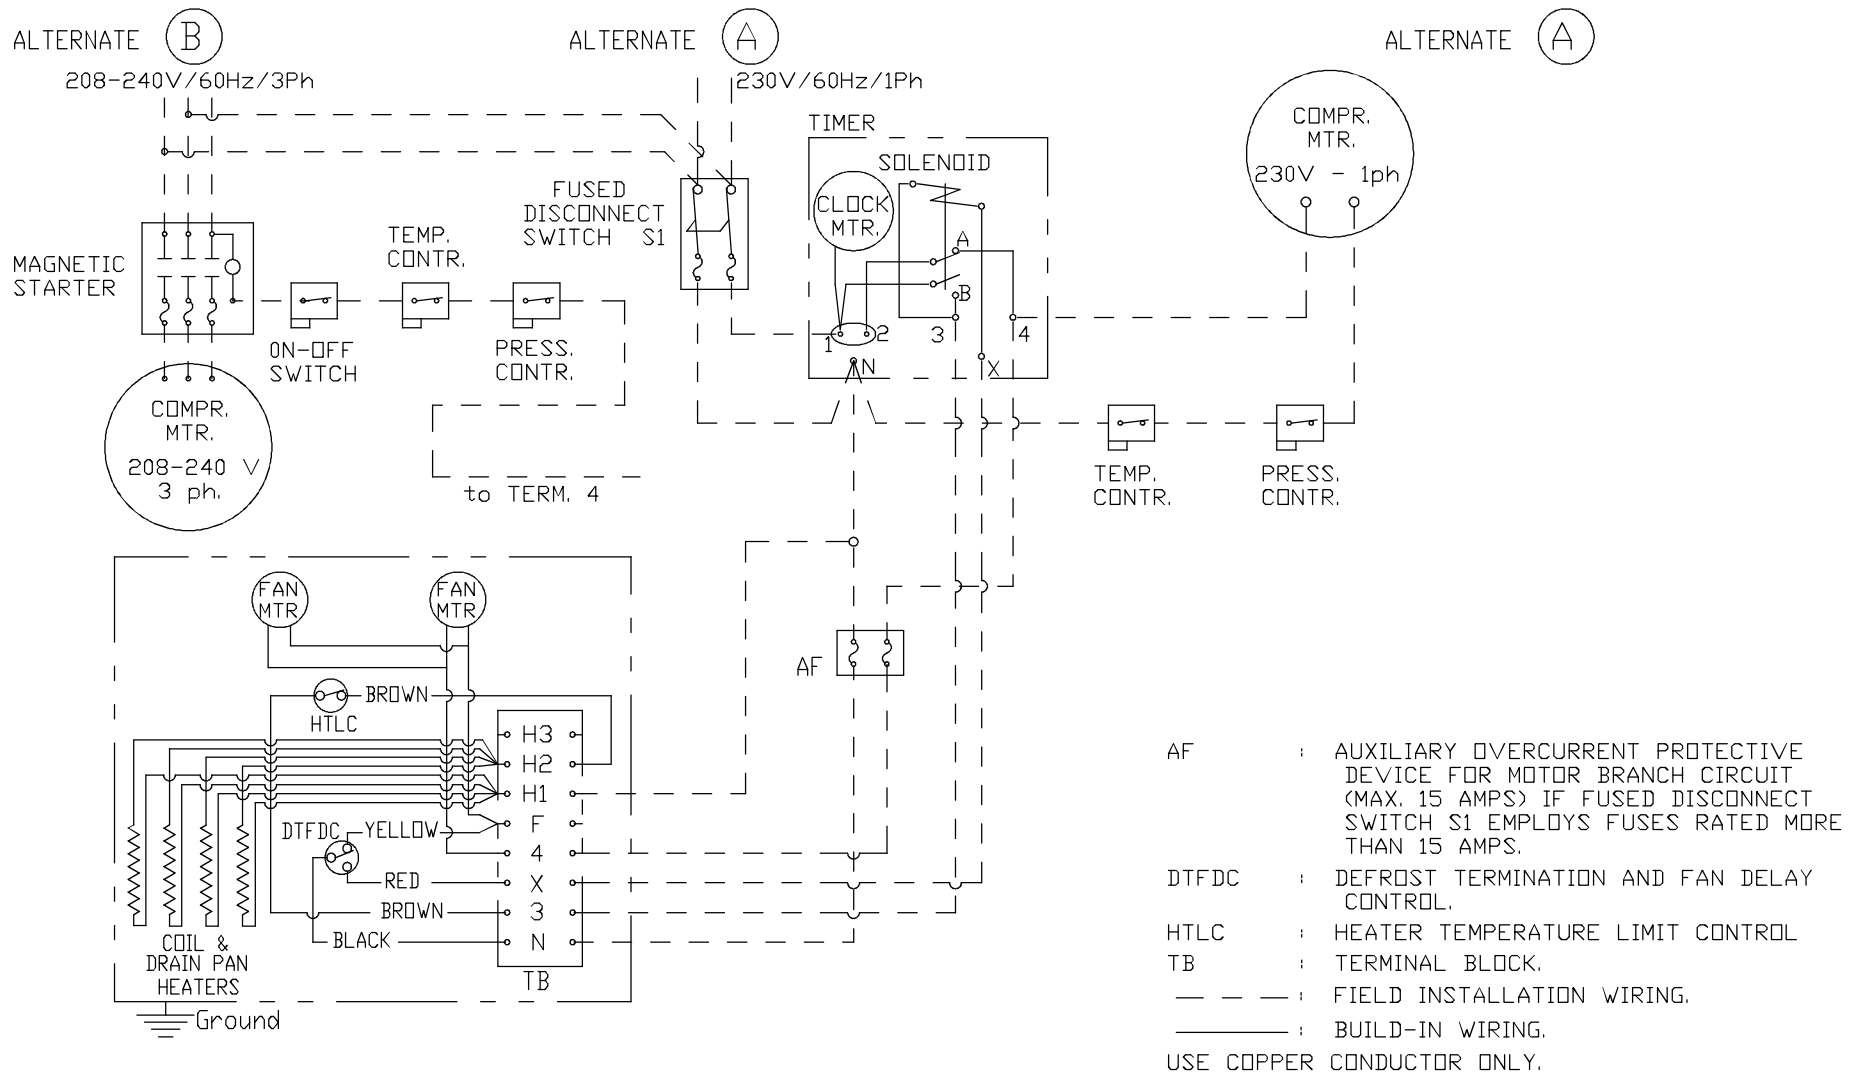 ALTERNATE B
208-240V/60Hz/3Ph
ALTERNATE A
230V/60Hz/1Ph
ALTERNATE A
COMPR.
MTR.
230V - 1ph
TIMER
SOLENOID
CLOCK
MTR.
A
B
1
2
3
4
N
X
FUSED
DISCONNECT
SWITCH S1
MAGNETIC
STARTER
TEMP.
CONTR.
ON-OFF
SWITCH
PRESS.
CONTR.
COMPR.
MTR.
208-240 V
3 ph.
to TERM. 4
TEMP.
CONTR.
PRESS.
CONTR.
FAN
MTR
FAN
MTR
AF
BROWN
HTLC
H3
H2
H1
F
4
X
3
N
TB
DTFDC
YELLOW
RED
BROWN
BLACK
COIL &
DRAIN PAN
HEATERS
Ground
AF : AUXILIARY OVERCURRENT PROTECTIVE
DEVICE FOR MOTOR BRANCH CIRCUIT
(MAX. 15 AMPS) IF FUSED DISCONNECT
SWITCH S1 EMPLOYS FUSES RATED MORE
THAN 15 AMPS.
DTFDC : DEFROST TERMINATION AND FAN DELAY
CONTROL.
HTLC : HEATER TEMPERATURE LIMIT CONTROL
TB : TERMINAL BLOCK.
: FIELD INSTALLATION WIRING.
: BUILD-IN WIRING.
USE COPPER CONDUCTOR ONLY.